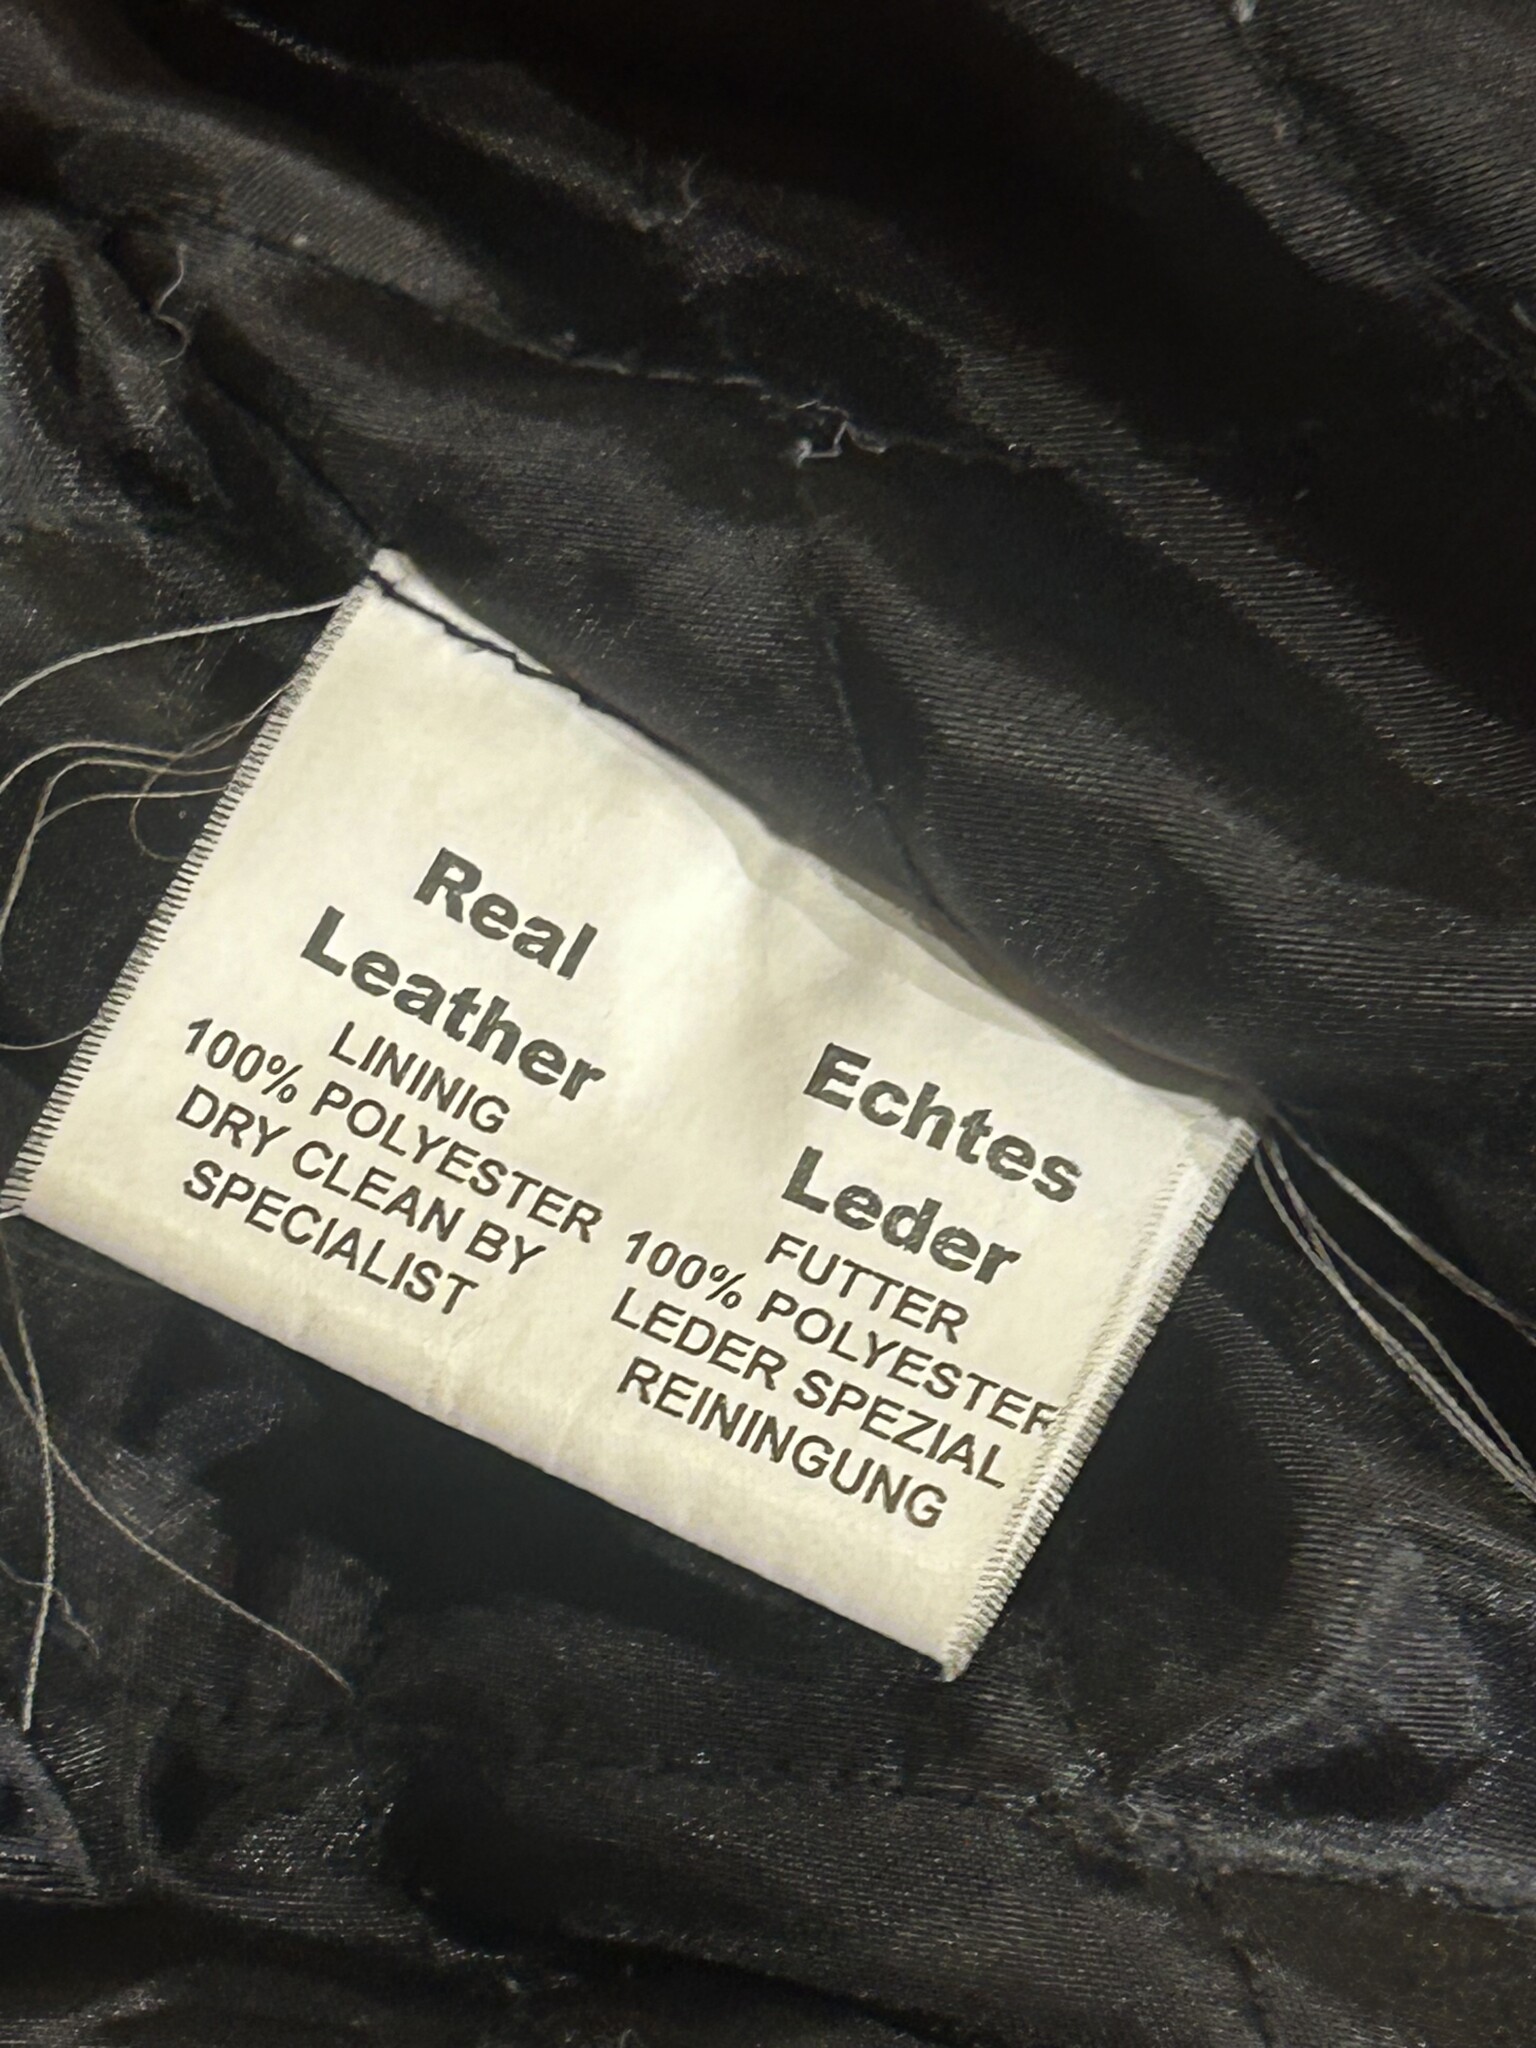 Real
Leather
LININIG
100% POLYESTER
DRY CLEAN BY
SPECIALIST
Echtes
Leder
FUTTER
100% POLYESTER
LEDER SPEZIAL
REININGUNG